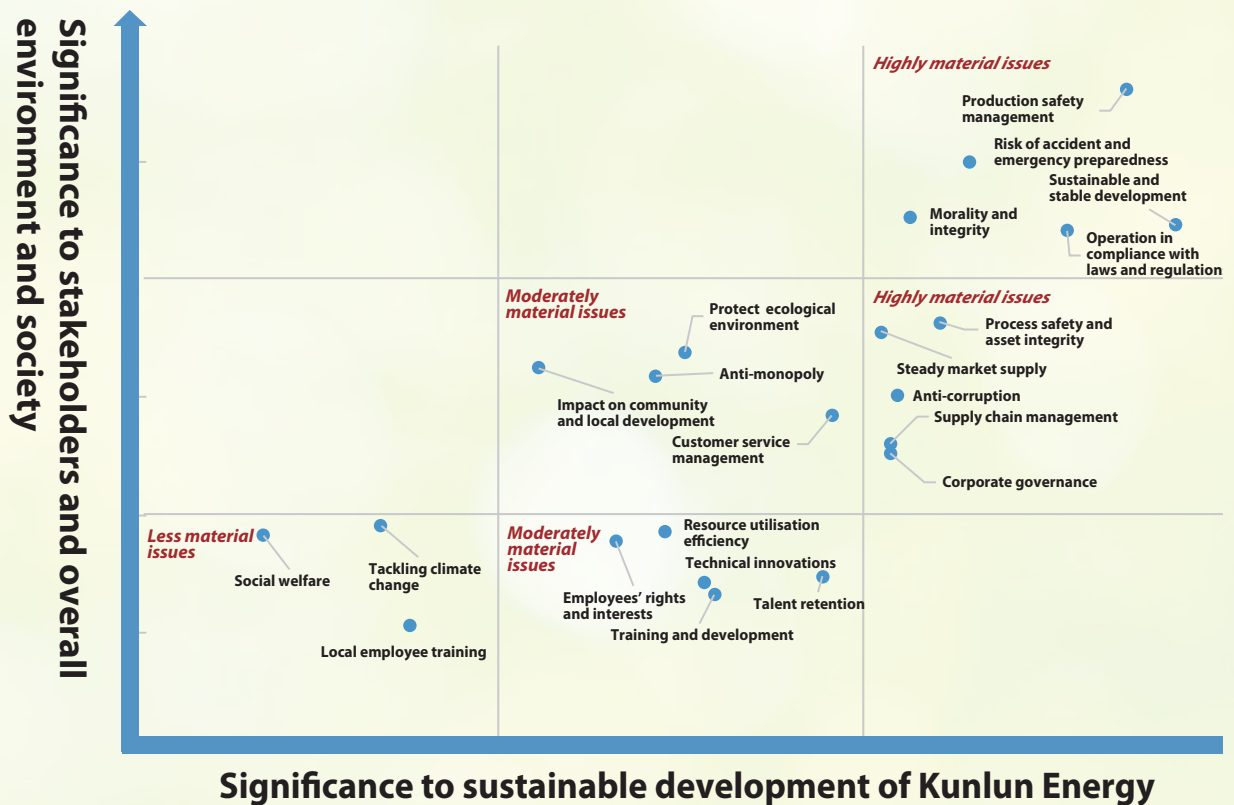 Significance to stakeholders and overall
environment and society
Highly material issues
Production safety
management
Risk of accident and
emergency preparedness
Sustainable and
stable development
Morality and
integrity
Operation in
compliance with
laws and regulation
Moderately
material issues
Protect ecological
environment
Anti-monopoly
Impact on community
and local development
Customer service
management
Highly material issues
Process safety and
asset integrity
Steady market supply
Anti-corruption
Supply chain management
Corporate governance
Less material
issues
Social welfare
Tackling climate
change
Local employee training
Moderately
material
issues
Resource utilisation
efficiency
Technical innovations
Employees’ rights
and interests
Talent retention
Training and development
Significance to sustainable development of Kunlun Energy